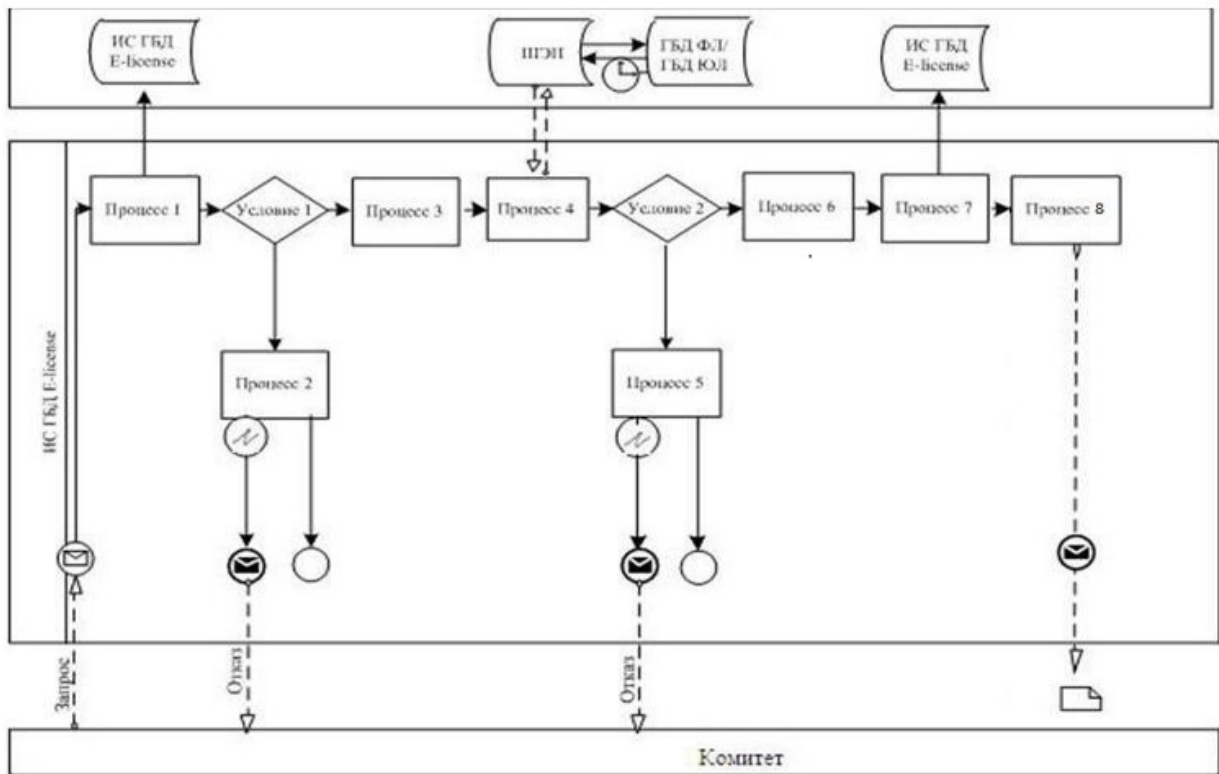 ИС ГБД
E-license
ШЭП
ГБД ФЛ/
ГБД ЮЛ
ИС ГБД
E-license
ИС ГБД E-license
Процесс 1
Условие 1
Процесс 3
Процесс 4
Условие 2
Процесс 6
Процесс 7
Процесс 8
Процесс 2
Процесс 5
Запрос
Отказ
Отказ
Комитет